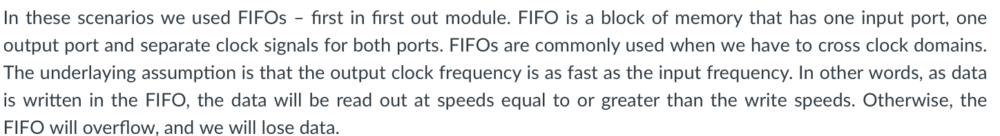 In these scenarios we used FIFOs – first in first out module. FIFO is a block of memory that has one input port, one
output port and separate clock signals for both ports. FIFOs are commonly used when we have to cross clock domains.
The underlaying assumption is that the output clock frequency is as fast as the input frequency. In other words, as data
is written in the FIFO, the data will be read out at speeds equal to or greater than the write speeds. Otherwise, the
FIFO will overflow, and we will lose data.